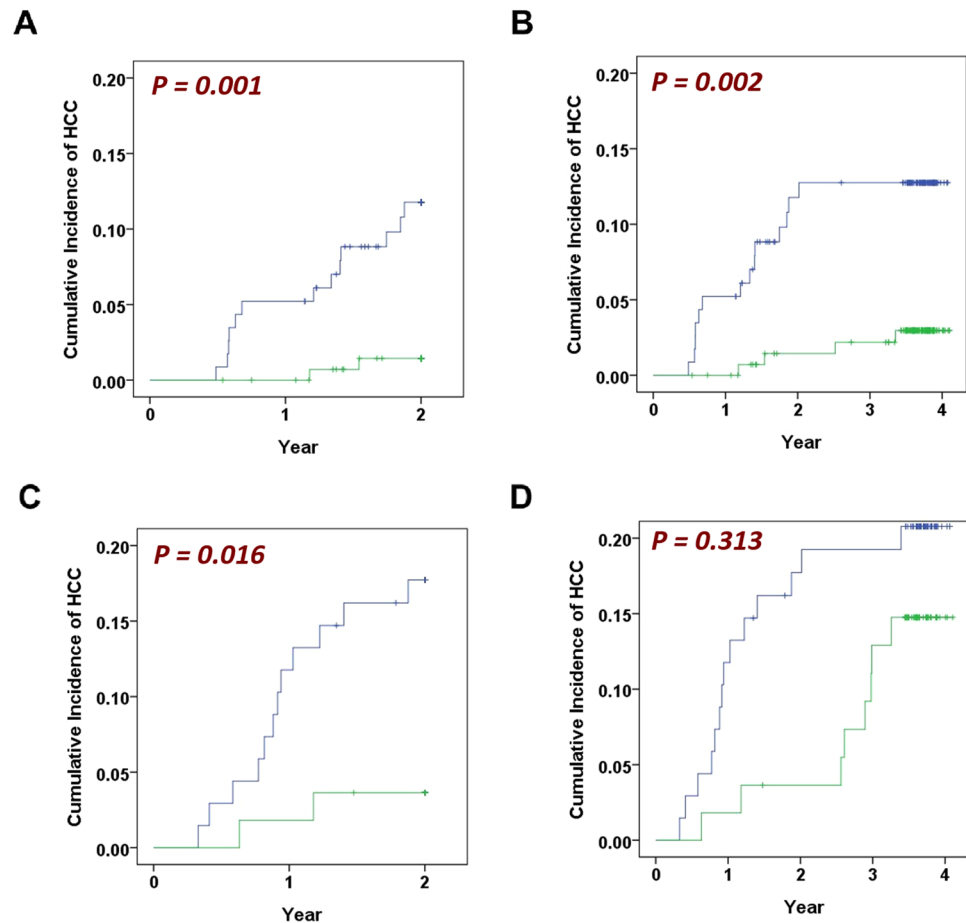 A
P = 0.001
Cumulative Incidence of HCC
0.20
0.15
0.10
0.05
0.00
0
1
2
Year
B
P = 0.002
Cumulative Incidence of HCC
0.20
0.15
0.10
0.05
0.00
0
1
2
3
4
Year
C
P = 0.016
Cumulative Incidence of HCC
0.20
0.15
0.10
0.05
0.00
0
1
2
Year
D
P = 0.313
Cumulative Incidence of HCC
0.20
0.15
0.10
0.05
0.00
0
1
2
3
4
Year